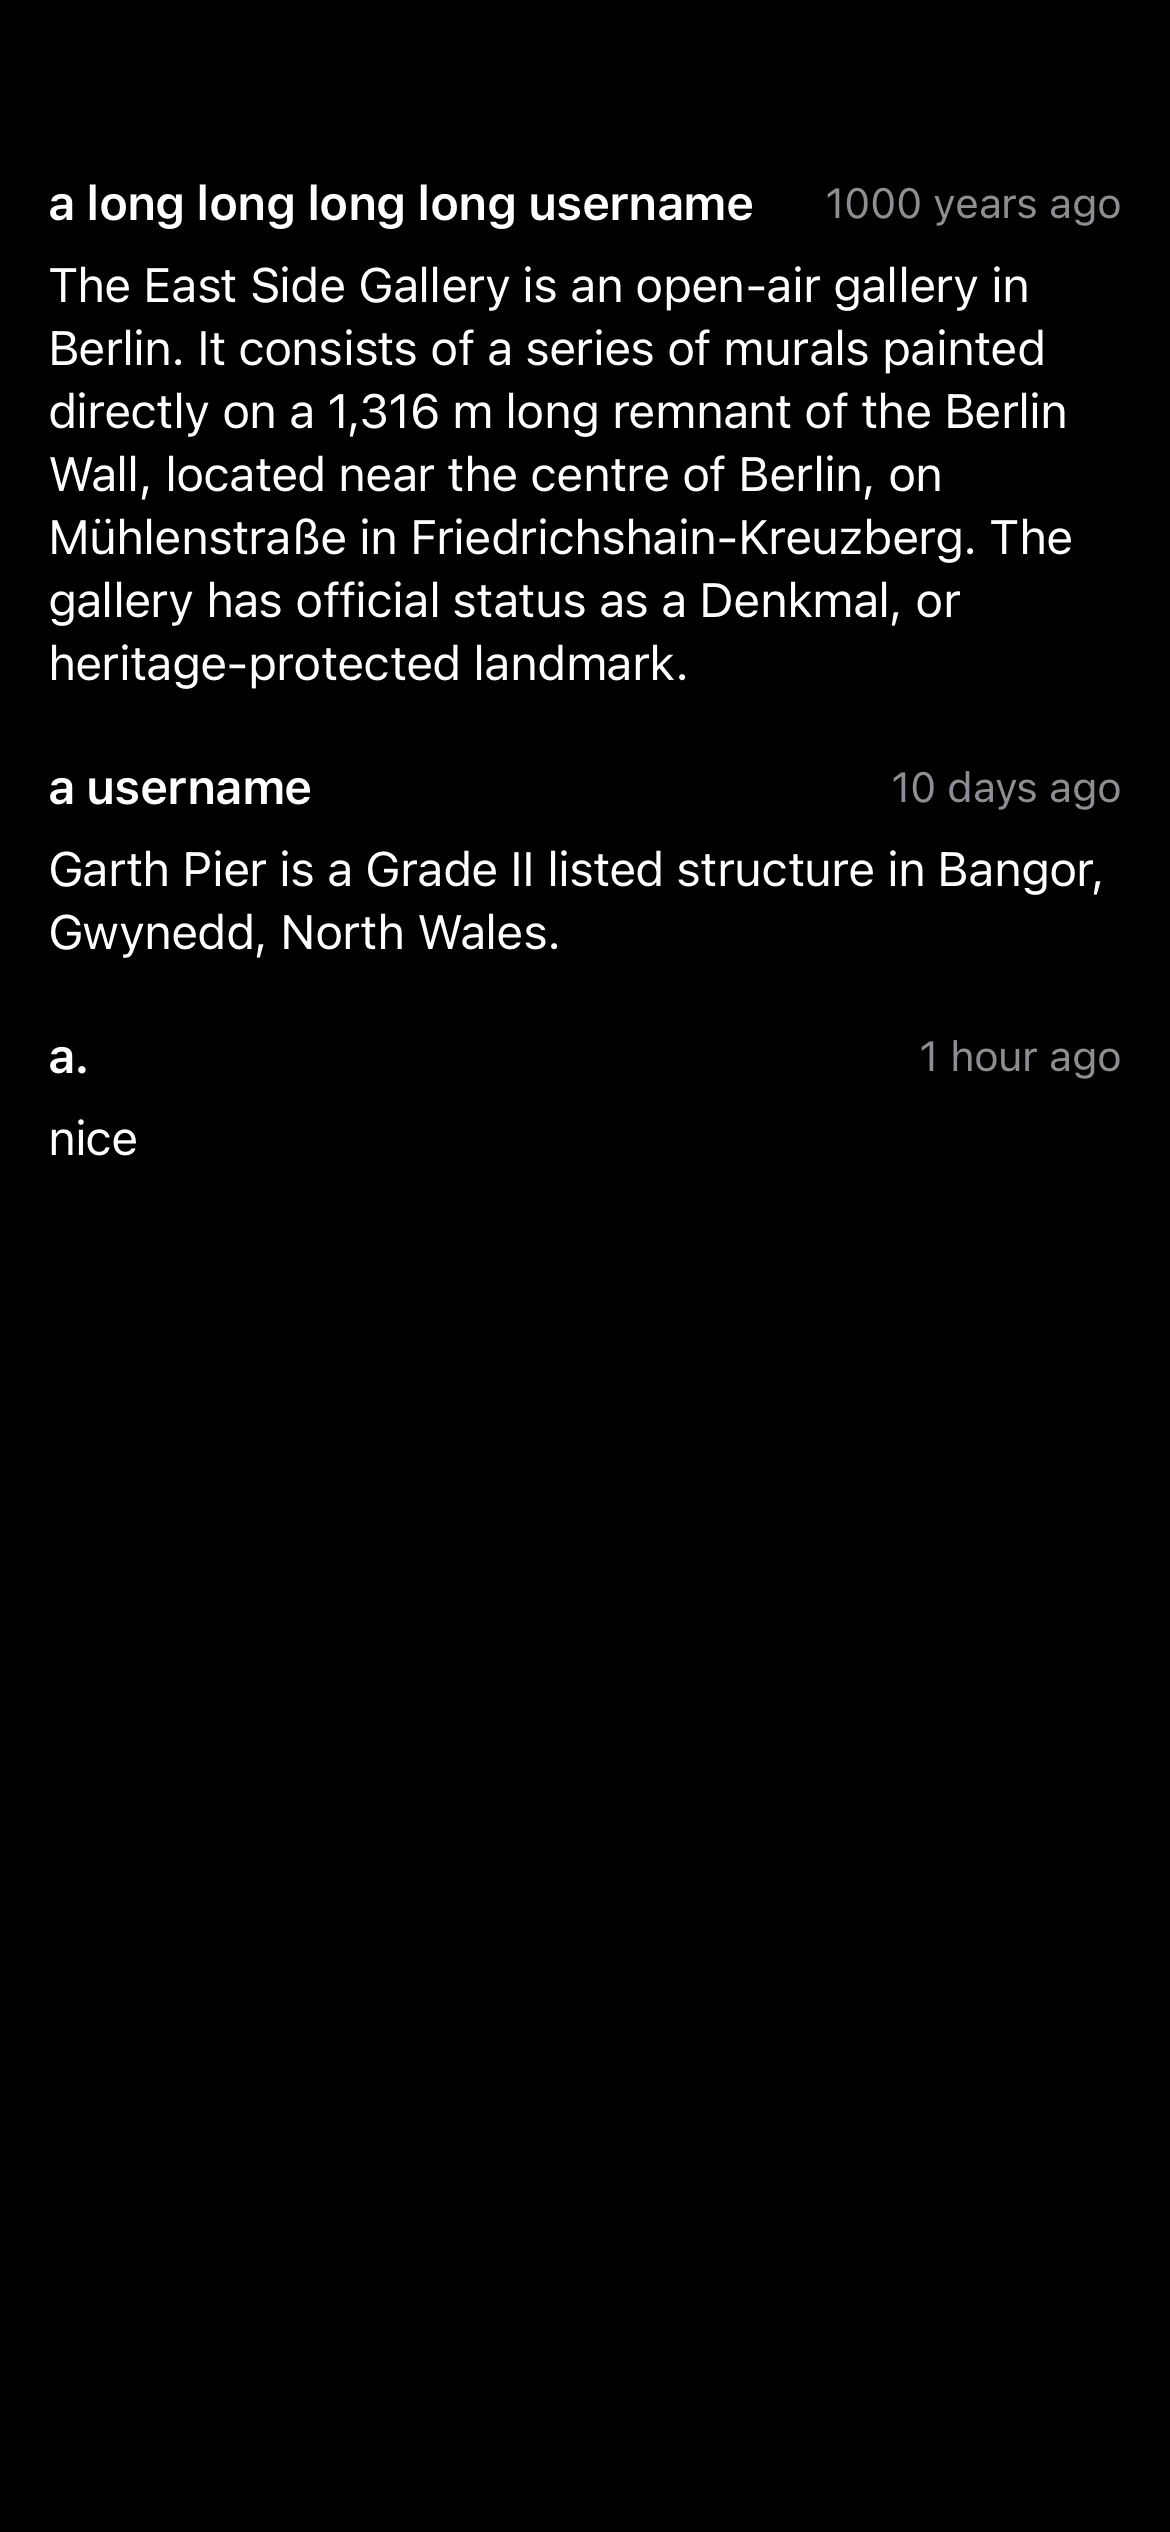 a long long long long username 1000 years ago
The East Side Gallery is an open-air gallery in
Berlin. It consists of a series of murals painted
directly on a 1,316 m long remnant of the Berlin
Wall, located near the centre of Berlin, on
Mühlenstraße in Friedrichshain-Kreuzberg. The
gallery has official status as a Denkmal, or
heritage-protected landmark.
a username 10 days ago
Garth Pier is a Grade II listed structure in Bangor,
Gwynedd, North Wales.
a. 1 hour ago
nice